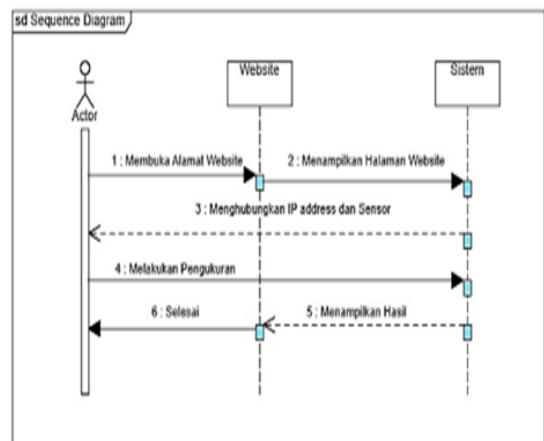 sd Sequence Diagram
Website
Sistem
Actor
1 : Membuka Alamat Website
2 : Menampilkan Halaman Website
3 : Menghubungkan IP address dan Sensor
4 : Melakukan Pengukuran
6 : Selesai
5 : Menampilkan Hasil